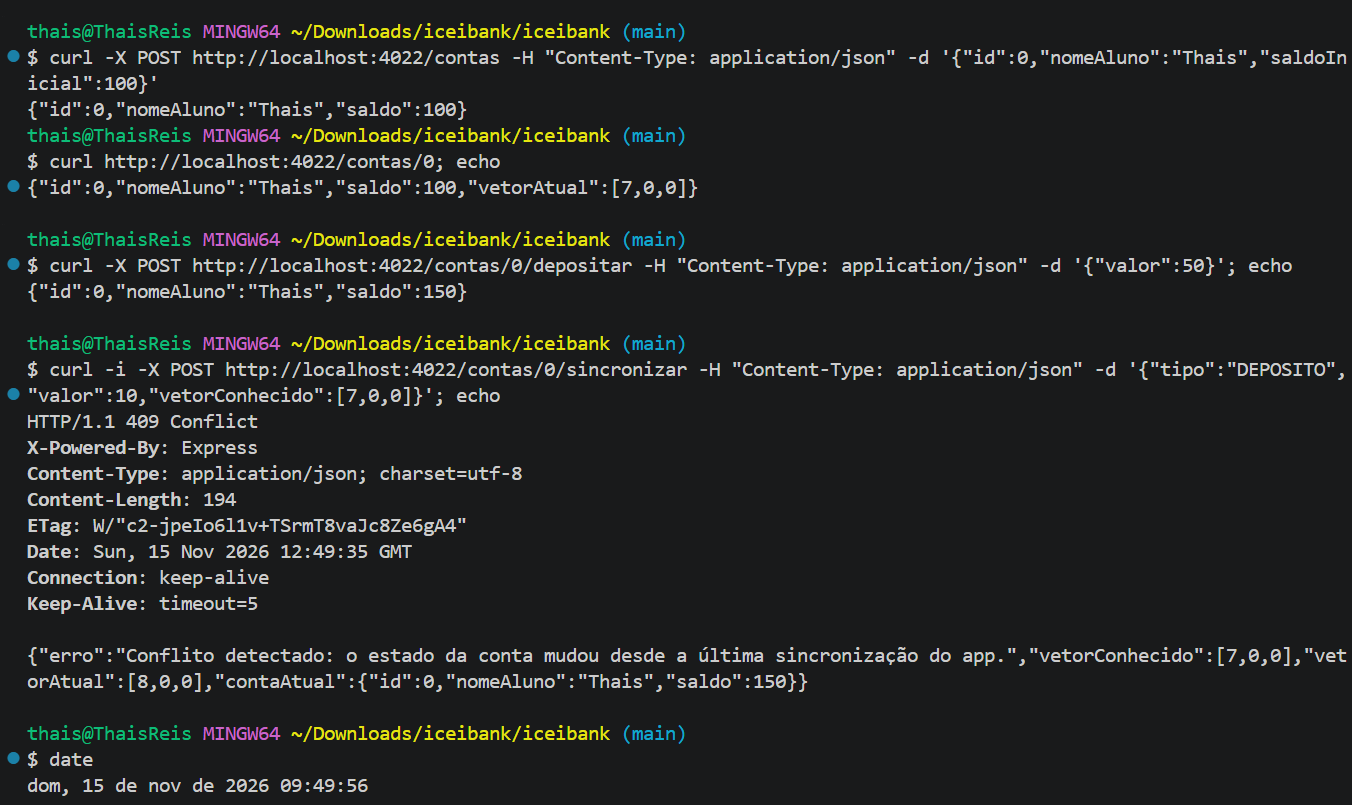 thais@ThaisReis MINGW64 ~/Downloads/iceibank/iceibank (main)
$ curl -X POST http://localhost:4022/contas -H "Content-Type: application/json" -d '{"id":0,"nomeAluno":"Thais","saldoIn
icial":100}'
{"id":0,"nomeAluno":"Thais","saldo":100}
thais@ThaisReis MINGW64 ~/Downloads/iceibank/iceibank (main)
$ curl http://localhost:4022/contas/0; echo
{"id":0,"nomeAluno":"Thais","saldo":100,"vetorAtual":[7,0,0]}
thais@ThaisReis MINGW64 ~/Downloads/iceibank/iceibank (main)
$ curl -X POST http://localhost:4022/contas/0/depositar -H "Content-Type: application/json" -d '{"valor":50}'; echo
{"id":0,"nomeAluno":"Thais","saldo":150}
thais@ThaisReis MINGW64 ~/Downloads/iceibank/iceibank (main)
$ curl -i -X POST http://localhost:4022/contas/0/sincronizar -H "Content-Type: application/json" -d '{"tipo":"DEPOSITO",
"valor":10,"vetorConhecido":[7,0,0]}'; echo
HTTP/1.1 409 Conflict
X-Powered-By: Express
Content-Type: application/json; charset=utf-8
Content-Length: 194
ETag: W/"c2-jpeIo6l1v+TSrmT8vaJc8Ze6gA4"
Date: Sun, 15 Nov 2026 12:49:35 GMT
Connection: keep-alive
Keep-Alive: timeout=5
{"erro":"Conflito detectado: o estado da conta mudou desde a última sincronização do app.","vetorConhecido":[7,0,0],"vet
orAtual":[8,0,0],"contaAtual":{"id":0,"nomeAluno":"Thais","saldo":150}}
thais@ThaisReis MINGW64 ~/Downloads/iceibank/iceibank (main)
$ date
dom, 15 de nov de 2026 09:49:56